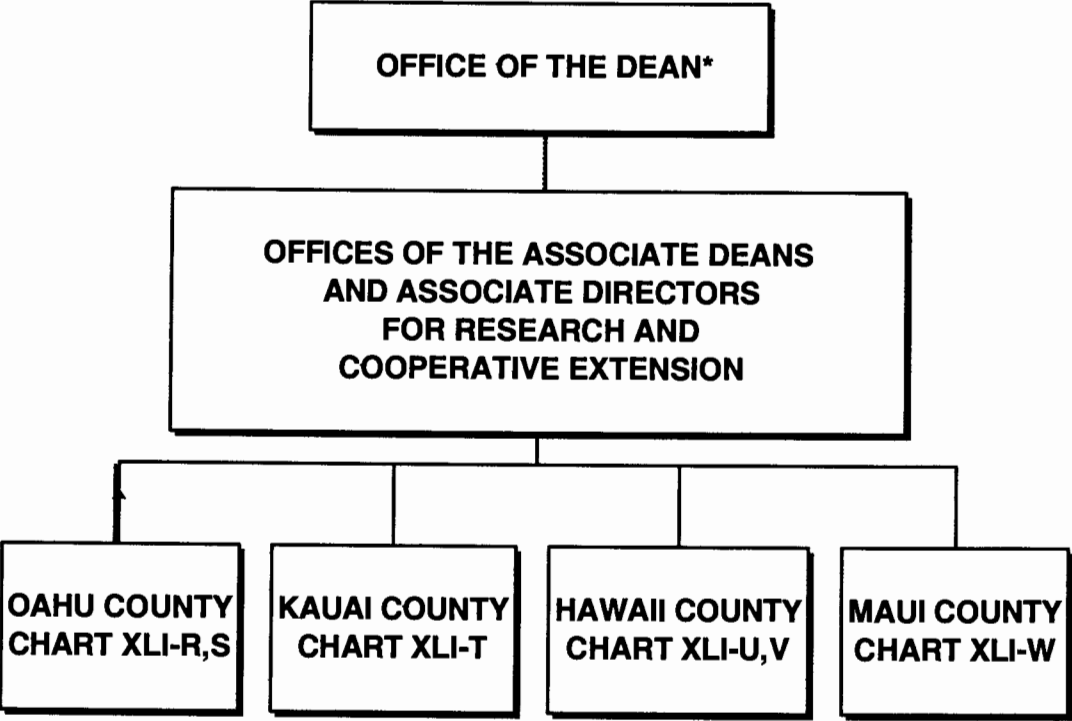 OFFICE OF THE DEAN*
OFFICES OF THE ASSOCIATE DEANS
AND ASSOCIATE DIRECTORS
FOR RESEARCH AND
COOPERATIVE EXTENSION
OAHU COUNTY
CHART XLI-R,S
KAUAI COUNTY
CHART XLI-T
HAWAII COUNTY
CHART XLI-U,V
MAUI COUNTY
CHART XLI-W